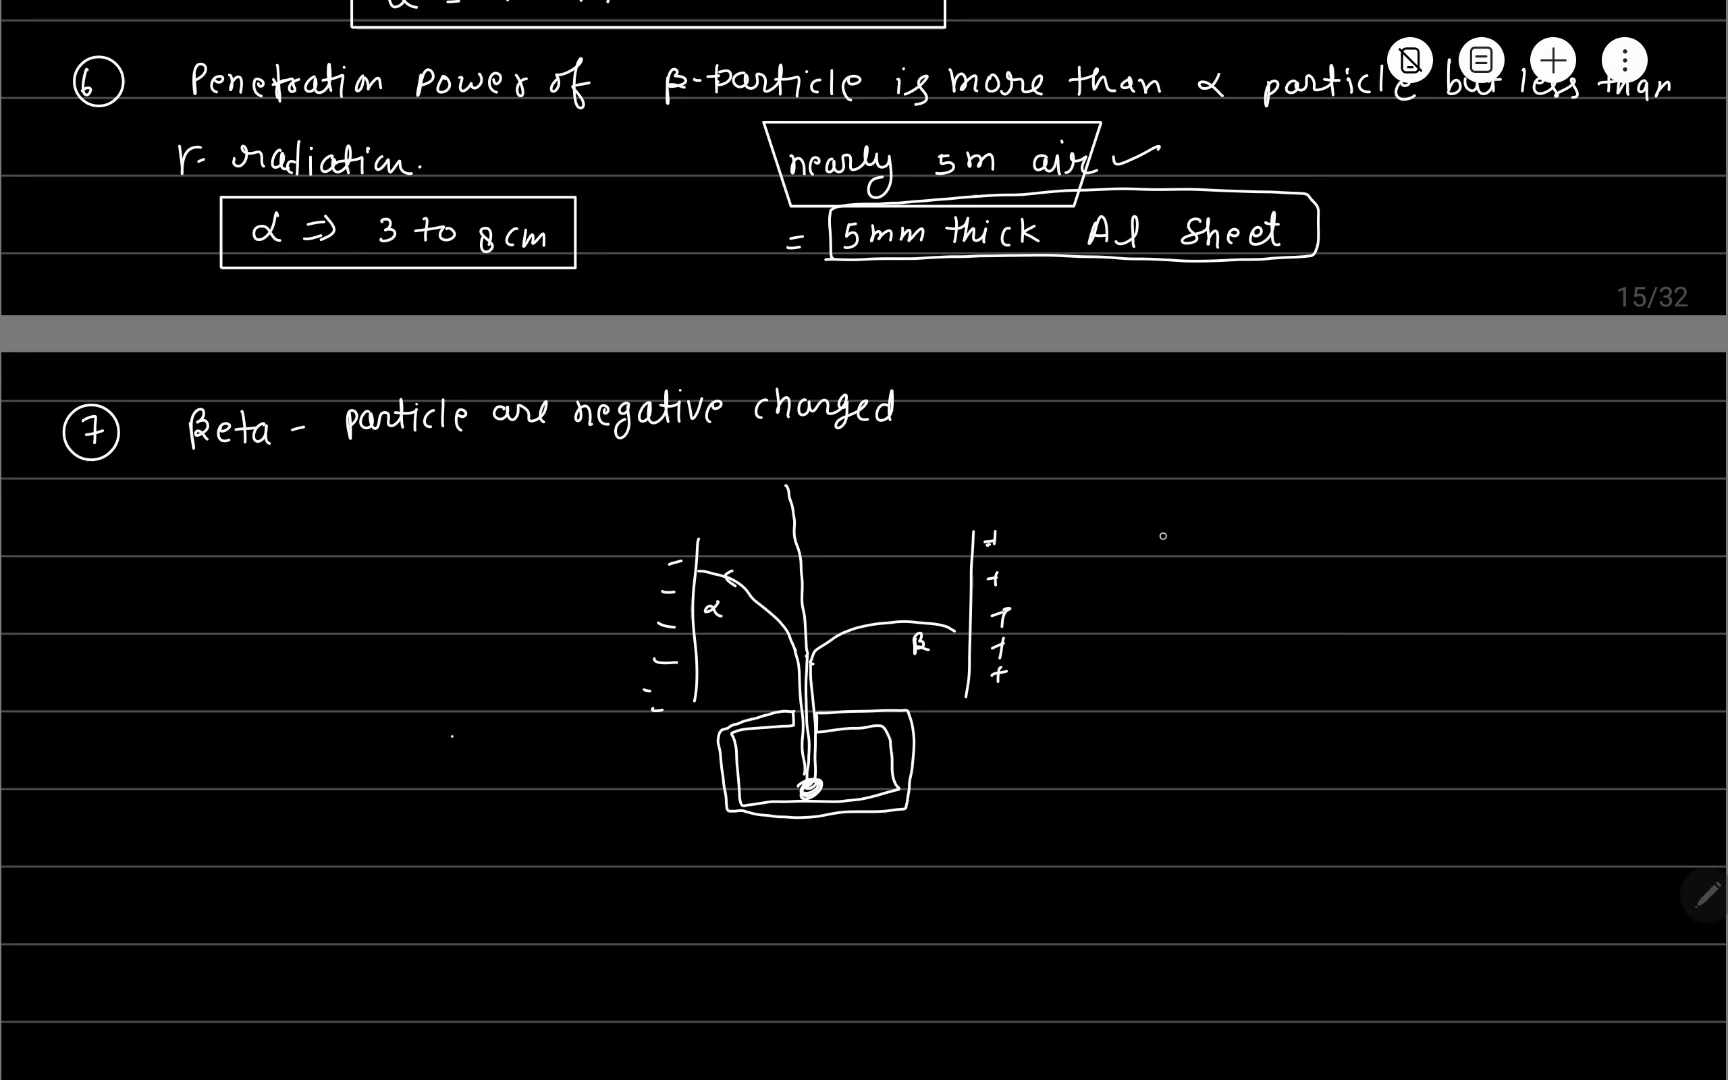 6 Penetration Power of β-particle is more than α particle but less than
γ- radiation. nearly 5m air ✓
α ⇒ 3 to 8 cm = 5mm thick Al Sheet
15/32
7 Beta - particle are negative charged
α
β